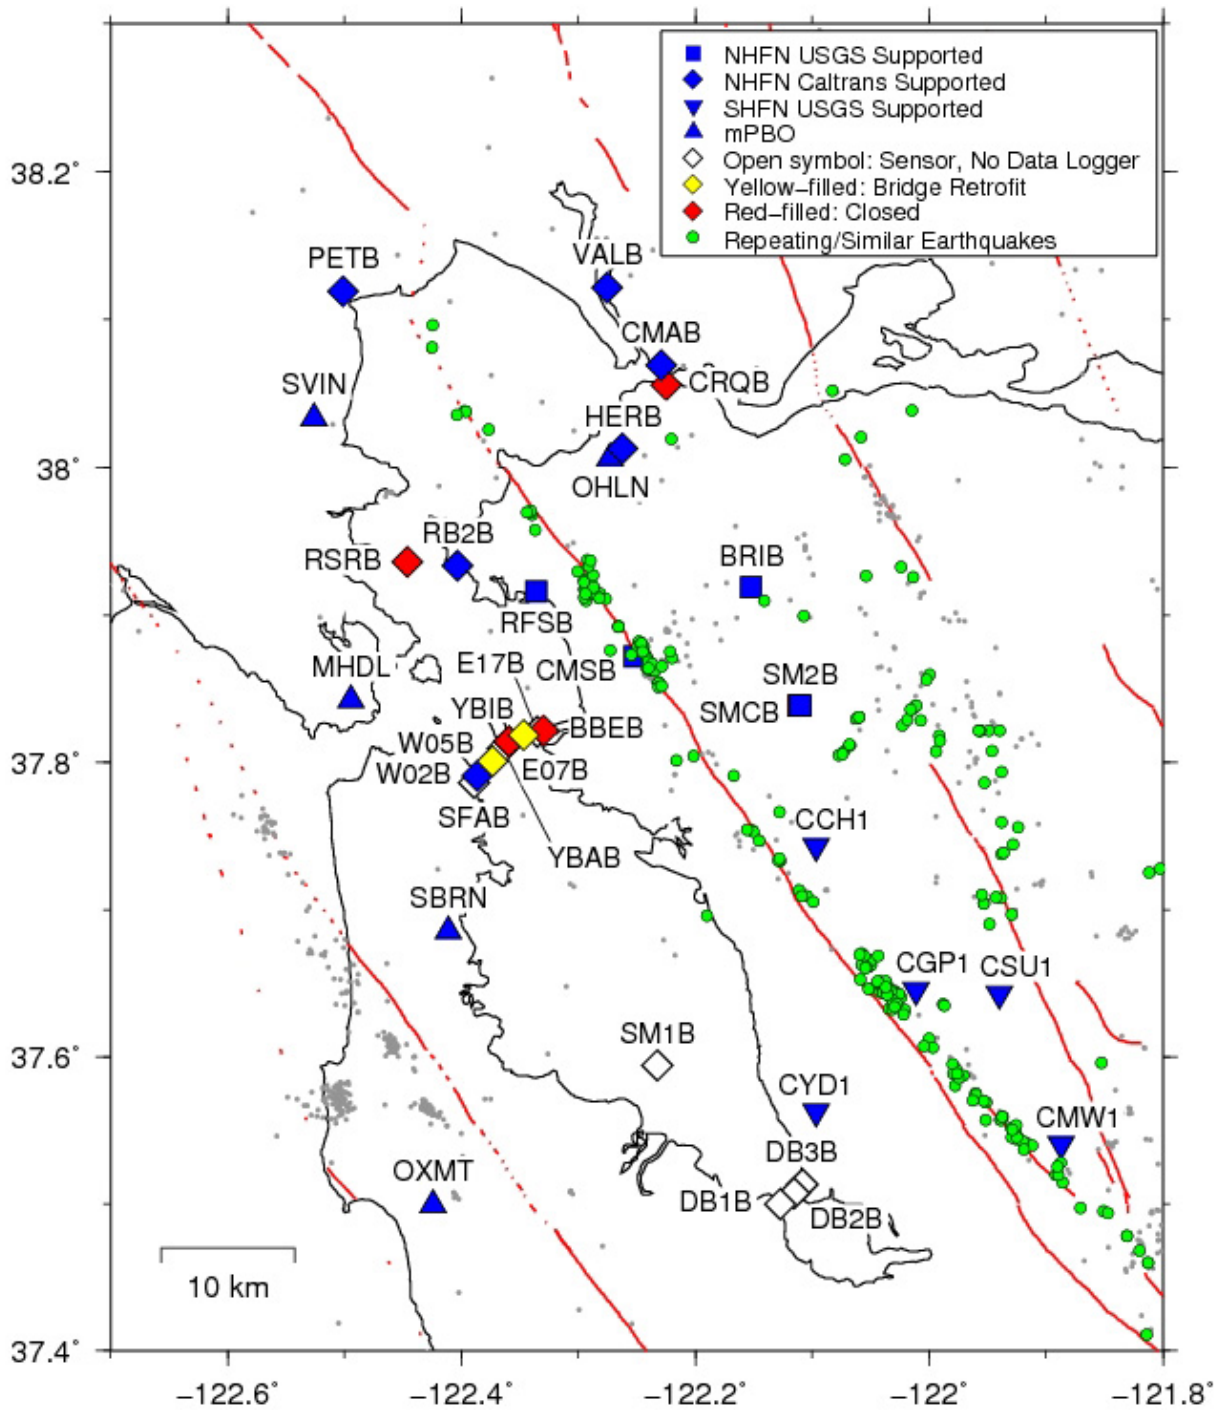 NHFN USGS Supported
NHFN Caltrans Supported
SHFN USGS Supported
mPBO
Open symbol: Sensor, No Data Logger
Yellow-filled: Bridge Retrofit
Red-filled: Closed
Repeating/Similar Earthquakes
38.2°
PETB
VALB
CMAB
SVIN
CRQB
HERB
38°
OHLN
RB2B
RSRB
BRIB
RFSB
E17B
MHDL
CMSB
SM2B
YBIB
SMCB
BBEB
W05B
37.8°
W02B
E07B
SFAB
CCH1
YBAB
SBRN
CGP1
CSU1
SM1B
37.6°
CYD1
CMW1
DB3B
OXMT
DB1B
DB2B
10 km
37.4°
-122.6°
-122.4°
-122.2°
-122°
-121.8°